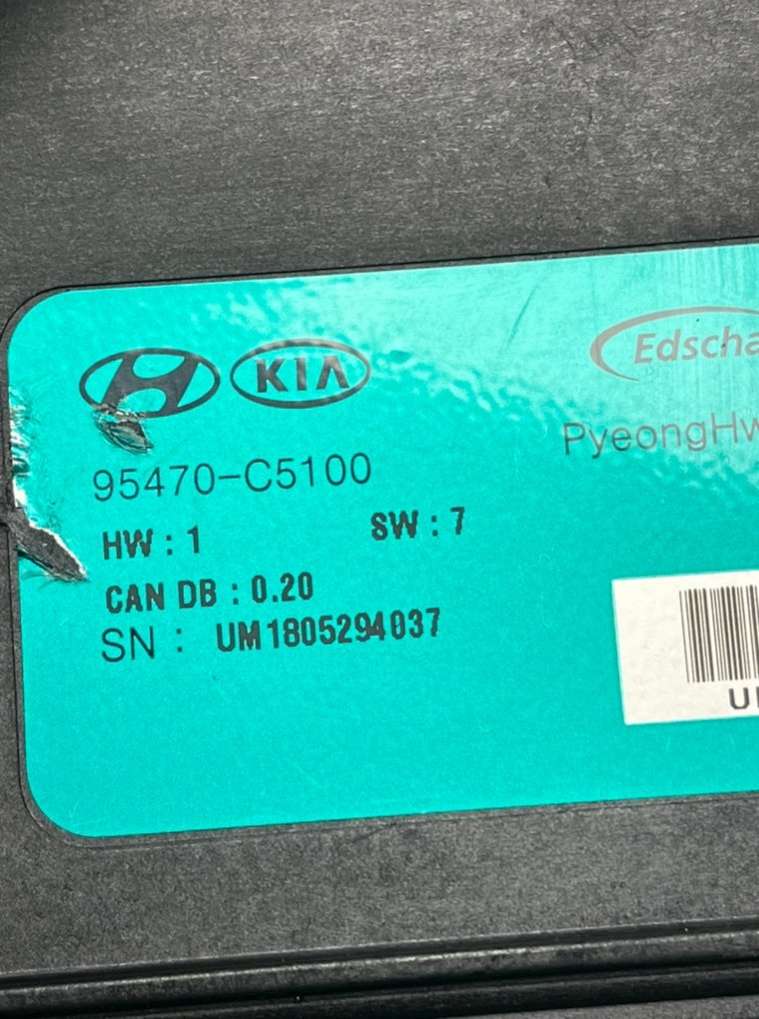 KIA
Edscha
PyeongHw
95470-C5100
HW : 1 SW : 7
CAN DB : 0.20
SN : UM1805294037